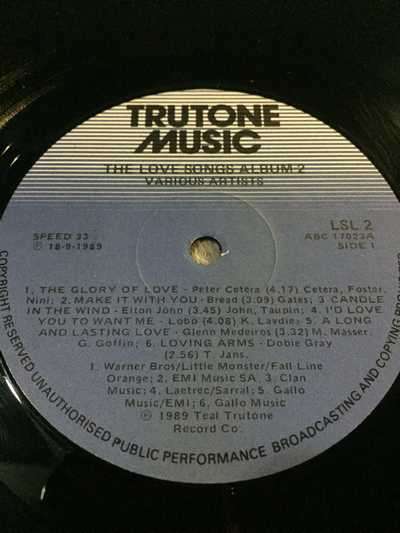 TRUTONE
MUSIC
THE LOVE SONGS ALBUM 2
VARIOUS ARTISTS
SPEED 33
℗ 18-9-1989
LSL 2
ABC 17023A
SIDE 1
1. THE GLORY OF LOVE - Peter Cetera (4.17) Cetera, Foster,
Nini; 2. MAKE IT WITH YOU - Bread (3.09) Gates; 3 CANDLE
IN THE WIND - Elton John (3.45) John, Taupin; 4. I'D LOVE
YOU TO WANT ME - Lobo (4.08) K. Lavdie; 5. A LONG
AND LASTING LOVE - Glenn Medeiros (3.32) M. Masser,
G. Goffin; 6. LOVING ARMS - Dobie Gray
(2.56) T. Jans.
1. Warner Bros/Little Monster/Fall Line
Orange; 2. EMI Music SA, 3. Clan
Music; 4. Laetrec/Sarral; 5. Gallo
Music/EMI; 6. Gallo Music
℗ © 1989 Teal Trutone
Record Co.
COPYRIGHT RESERVED UNAUTHORISED PUBLIC PERFORMANCE BROADCASTING AND COPYING